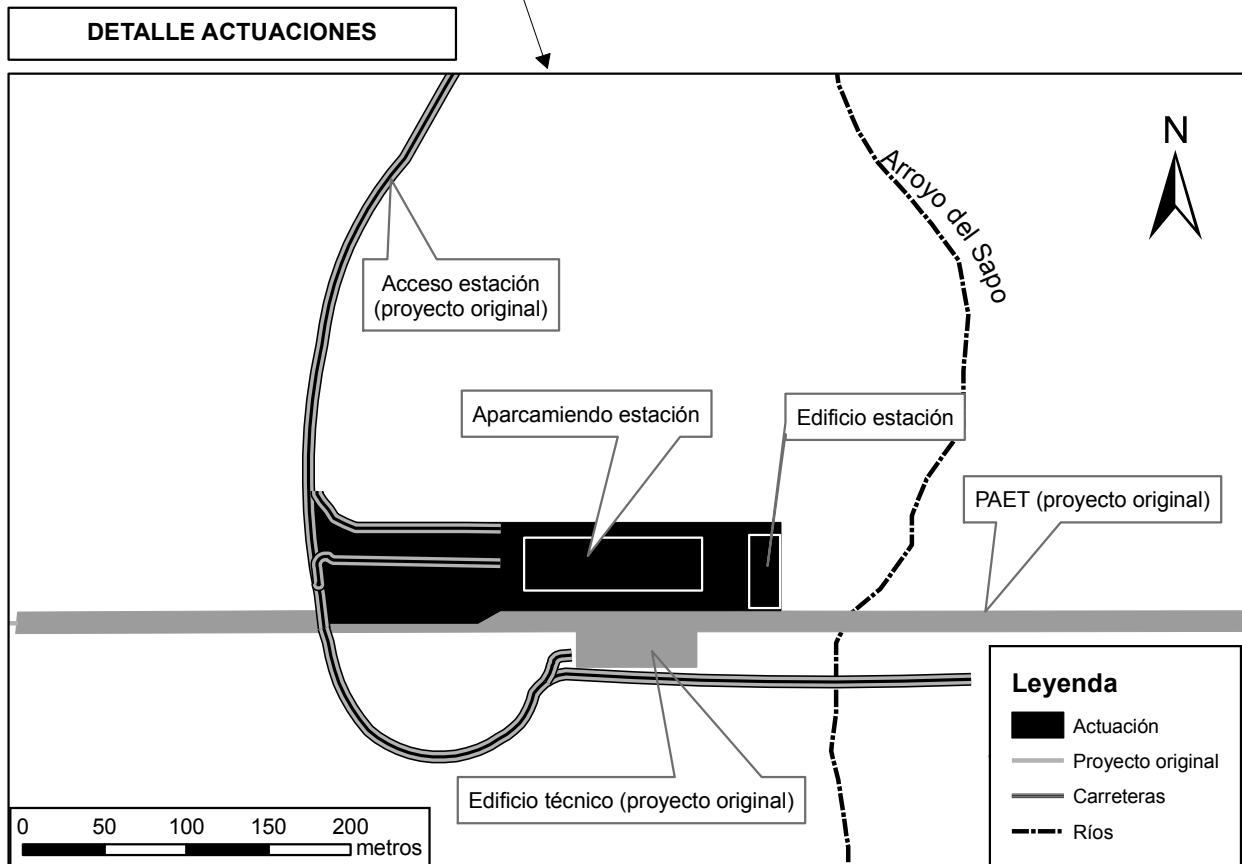 DETALLE ACTUACIONES
N
Arroyo del Sapo
Acceso estación
(proyecto original)
Aparcamiendo estación
Edificio estación
PAET (proyecto original)
Edificio técnico (proyecto original)
Leyenda
Actuación
Proyecto original
Carreteras
Ríos
0 50 100 150 200
metros